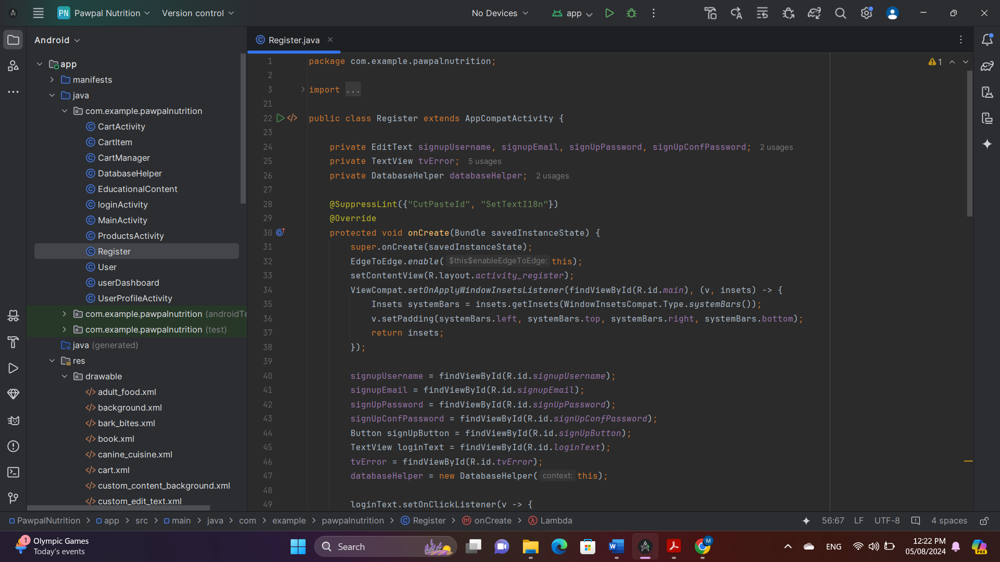 PN Pawpal Nutrition Version control No Devices app
Android
app
manifests
java
com.example.pawpalnutrition
CartActivity
CartItem
CartManager
DatabaseHelper
EducationalContent
loginActivity
MainActivity
ProductsActivity
Register
User
userDashboard
UserProfileActivity
com.example.pawpalnutrition (androidTe
com.example.pawpalnutrition (test)
java (generated)
res
drawable
adult_food.xml
background.xml
bark_bites.xml
book.xml
canine_cuisine.xml
cart.xml
custom_content_background.xml
custom_edit_text.xml
Register.java
1 package com.example.pawpalnutrition; 1
2
3 import ...
21
22 public class Register extends AppCompatActivity {
23
24 private EditText signupUsername, signupEmail, signUpPassword, signUpConfPassword; 2 usages
25 private TextView tvError; 5 usages
26 private DatabaseHelper databaseHelper; 2 usages
27
28 @SuppressLint({"CutPasteId", "SetTextI18n"})
29 @Override
30 protected void onCreate(Bundle savedInstanceState) {
31 super.onCreate(savedInstanceState);
32 EdgeToEdge.enable( $this$enableEdgeToEdge: this);
33 setContentView(R.layout.activity_register);
34 ViewCompat.setOnApplyWindowInsetsListener(findViewById(R.id.main), (v, insets) -> {
35 Insets systemBars = insets.getInsets(WindowInsetsCompat.Type.systemBars());
36 v.setPadding(systemBars.left, systemBars.top, systemBars.right, systemBars.bottom);
37 return insets;
38 });
39
40 signupUsername = findViewById(R.id.signupUsername);
41 signupEmail = findViewById(R.id.signupEmail);
42 signUpPassword = findViewById(R.id.signUpPassword);
43 signUpConfPassword = findViewById(R.id.signUpConfPassword);
44 Button signUpButton = findViewById(R.id.signUpButton);
45 TextView loginText = findViewById(R.id.loginText);
46 tvError = findViewById(R.id.tvError);
47 databaseHelper = new DatabaseHelper( context: this);
48
49 loginText.setOnClickListener(v -> {
PawpalNutrition > app > src > main > java > com > example > pawpalnutrition > Register > onCreate > Lambda 56:67 LF UTF-8 4 spaces
1 Olympic Games
Today's events
Search
M
ENG
12:22 PM
05/08/2024
PRE